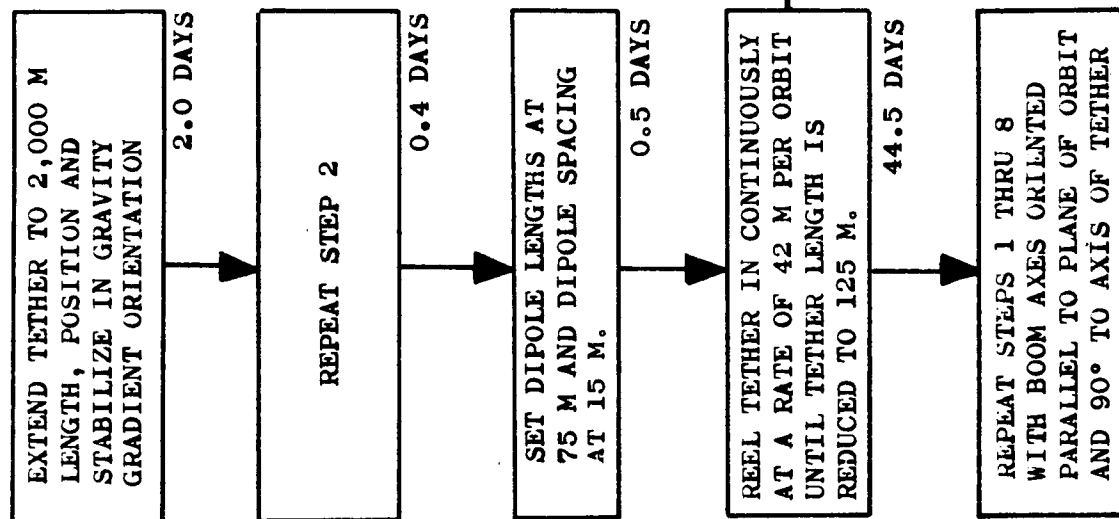 EXTEND TETHER TO 2,000 M
LENGTH, POSITION AND
STABILIZE IN GRAVITY
GRADIENT ORIENTATION
2.0 DAYS
REPEAT STEP 2
0.4 DAYS
SET DIPOLE LENGTHS AT
75 M AND DIPOLE SPACING
AT 15 M.
0.5 DAYS
REEL TETHER IN CONTINUOUSLY
AT A RATE OF 42 M PER ORBIT
UNTIL TETHER LENGTH IS
REDUCED TO 125 M.
44.5 DAYS
REPEAT STEPS 1 THRU 8
WITH BOOM AXES ORIENTED
PARALLEL TO PLANE OF ORBIT
AND 90° TO AXIS OF TETHER